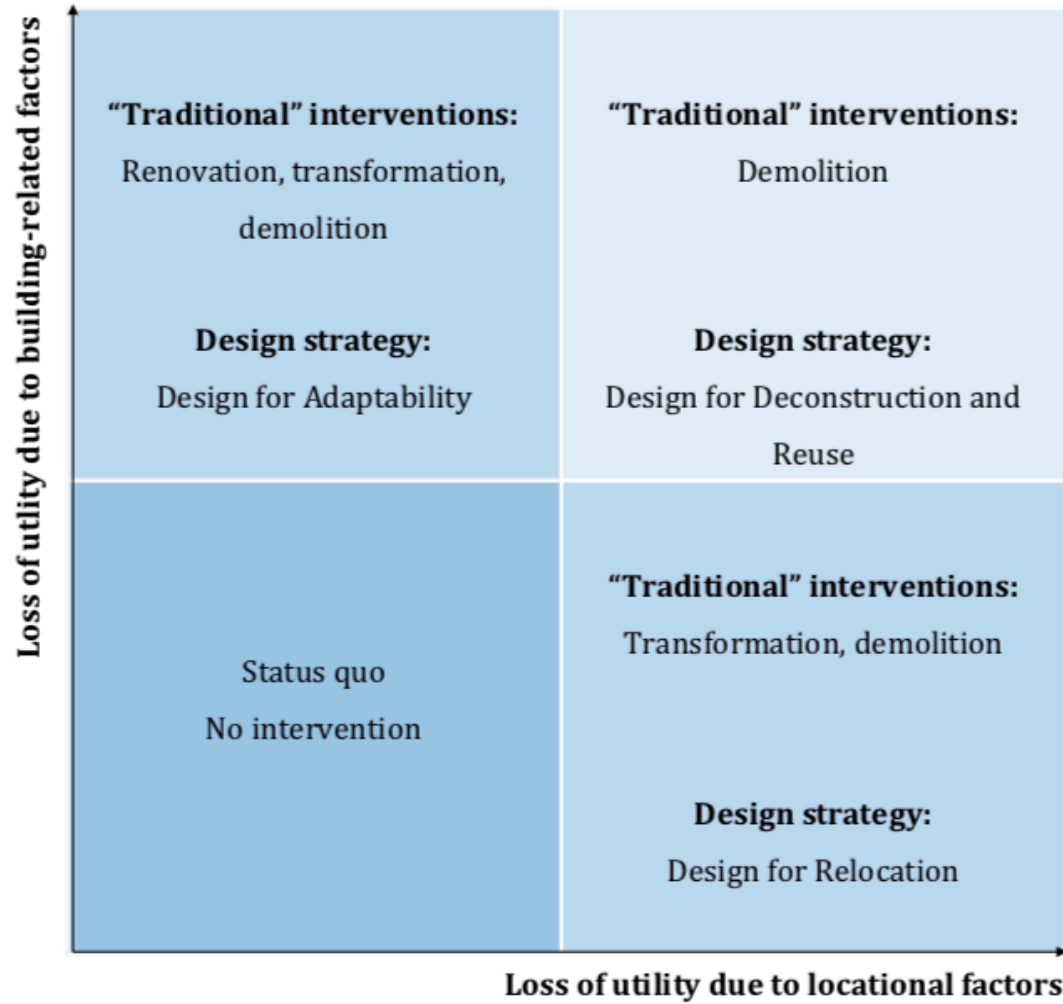 Loss of utlity due to building-related factors
“Traditional” interventions:
Renovation, transformation,
demolition
Design strategy:
Design for Adaptability
“Traditional” interventions:
Demolition
Design strategy:
Design for Deconstruction and
Reuse
Status quo
No intervention
“Traditional” interventions:
Transformation, demolition
Design strategy:
Design for Relocation
Loss of utility due to locational factors